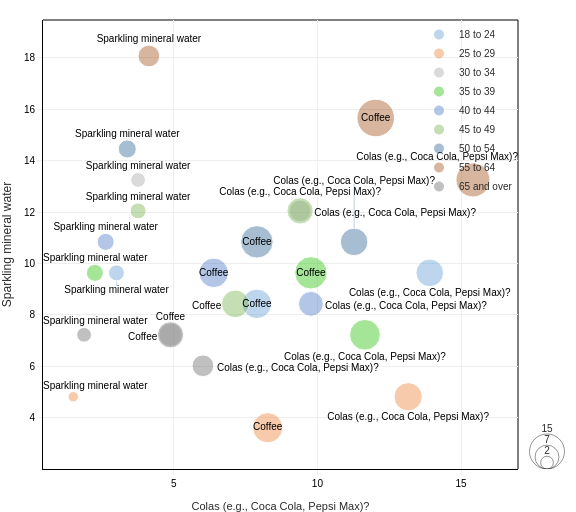 Sparkling mineral water
18 to 24
25 to 29
30 to 34
35 to 39
40 to 44
45 to 49
50 to 54
55 to 64
65 and over
18
16
14
12
10
8
6
4
Sparkling mineral water
Coffee
Sparkling mineral water
Colas (e.g., Coca Cola, Pepsi Max)?
Sparkling mineral water
Colas (e.g., Coca Cola, Pepsi Max)?
Colas (e.g., Coca Cola, Pepsi Max)?
Sparkling mineral water
Colas (e.g., Coca Cola, Pepsi Max)?
Sparkling mineral water
Coffee
Sparkling mineral water
Coffee
Coffee
Sparkling mineral water
Colas (e.g., Coca Cola, Pepsi Max)?
Coffee
Coffee
Colas (e.g., Coca Cola, Pepsi Max)?
Coffee
Sparkling mineral water
Coffee
Colas (e.g., Coca Cola, Pepsi Max)?
Colas (e.g., Coca Cola, Pepsi Max)?
Sparkling mineral water
Colas (e.g., Coca Cola, Pepsi Max)?
Coffee
15
7
2
5
10
15
Colas (e.g., Coca Cola, Pepsi Max)?